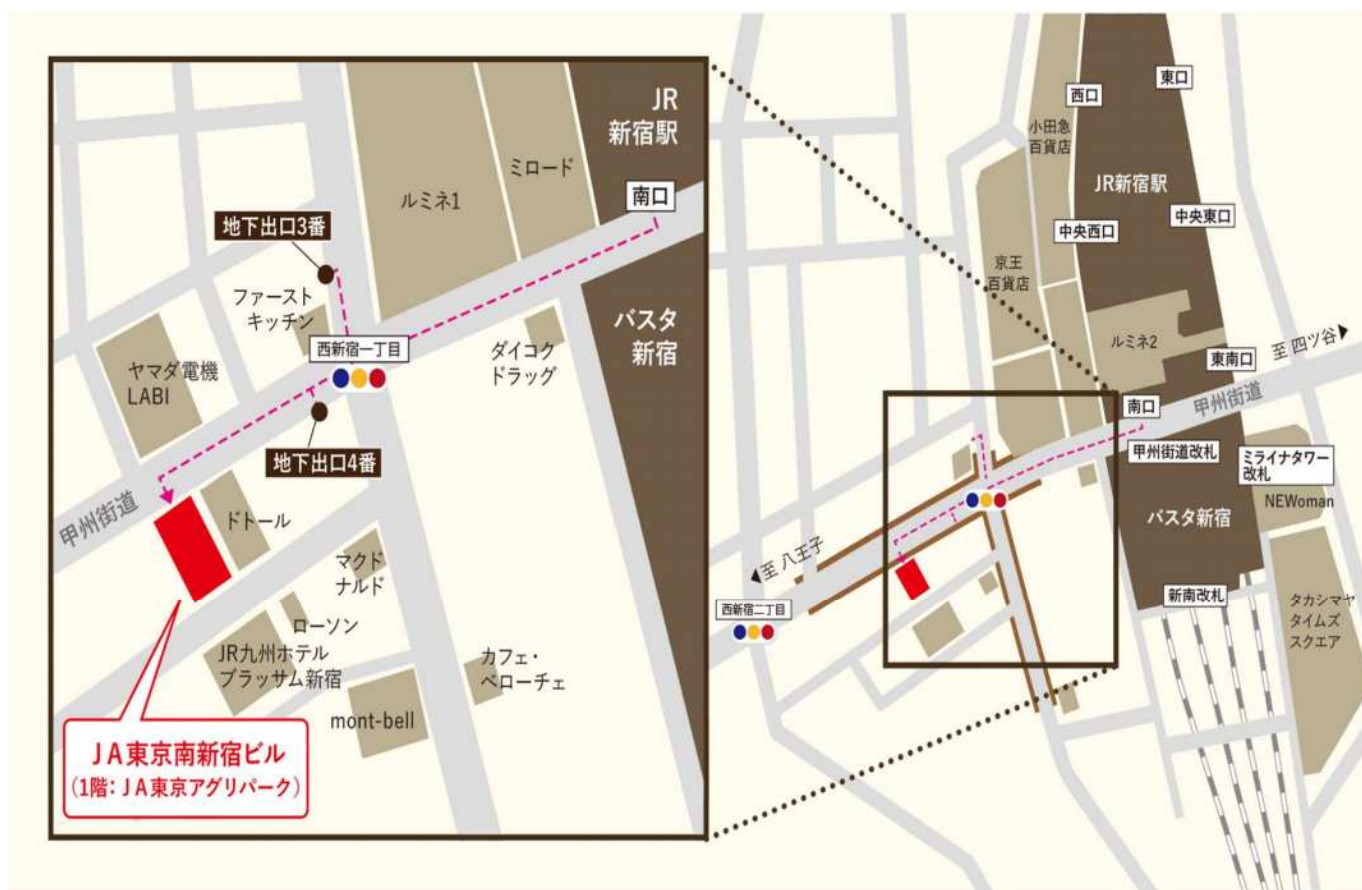 JR
新宿駅
ミロード
南口
ルミネ1
地下出口3番
ファースト
キッチン
西新宿一丁目
バスタ
新宿
ダイコク
ドラッグ
ヤマダ電機
LABI
地下出口4番
甲州街道
ドトール
マクド
ナルド
ローソン
JR九州ホテル
ブラッサム新宿
カフェ・
ベローチェ
mont-bell
JA東京南新宿ビル
(1階: JA東京アグリパーク)
東口
西口
小田急
百貨店
JR新宿駅
中央東口
中央西口
京王
百貨店
ルミネ2
至 四ツ谷
東南口
南口
甲州街道
甲州街道改札
ミライナタワー
改札
NEWoman
バスタ新宿
至 八王子
西新宿二丁目
新南改札
タカシマヤ
タイムズ
スクエア